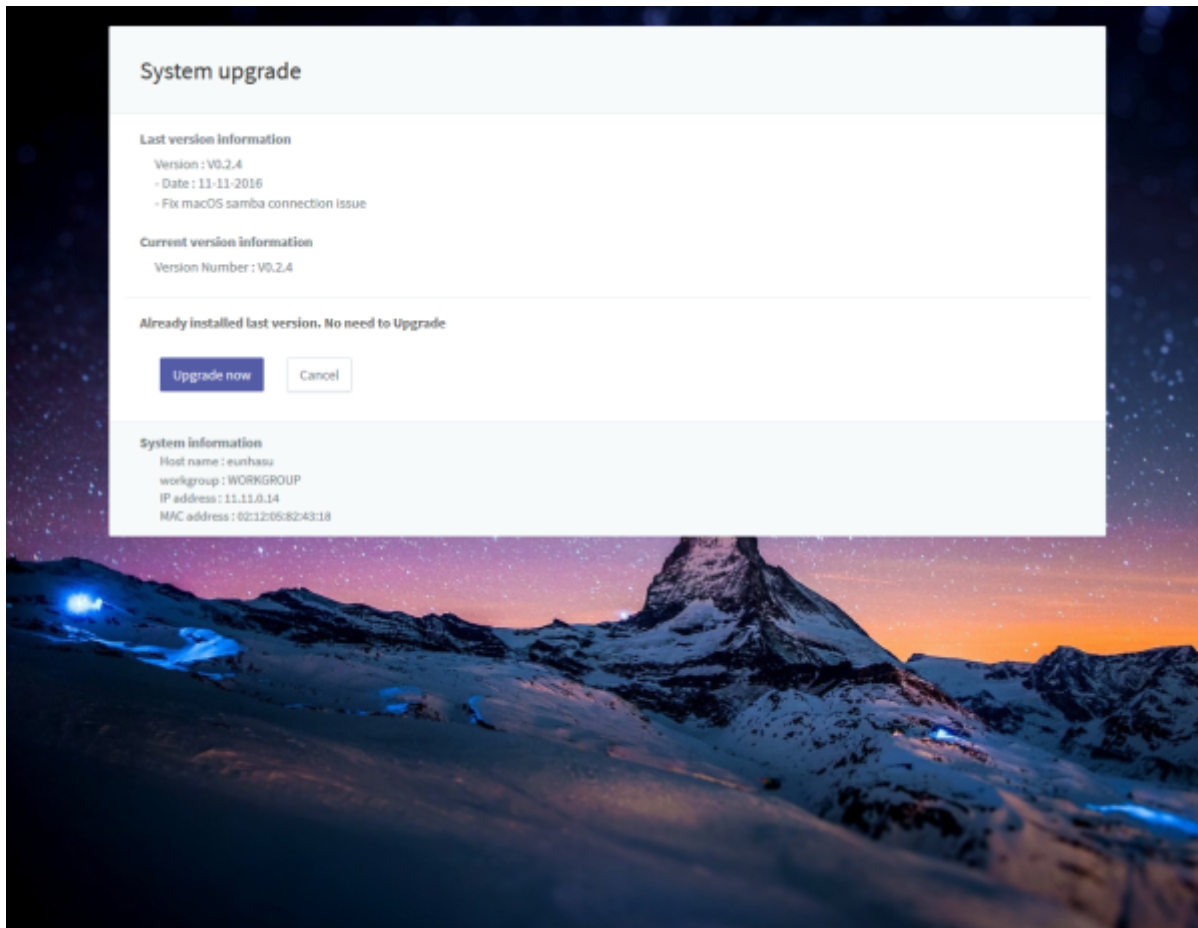 System upgrade
Last version information
Version : V0.2.4
- Date : 11-11-2016
- Fix macOS samba connection issue
Current version information
Version Number : V0.2.4
Already installed last version. No need to Upgrade
Upgrade now Cancel
System information
Host name : eunhasu
workgroup : WORKGROUP
IP address : 11.11.0.14
MAC address : 02:12:05:82:43:18